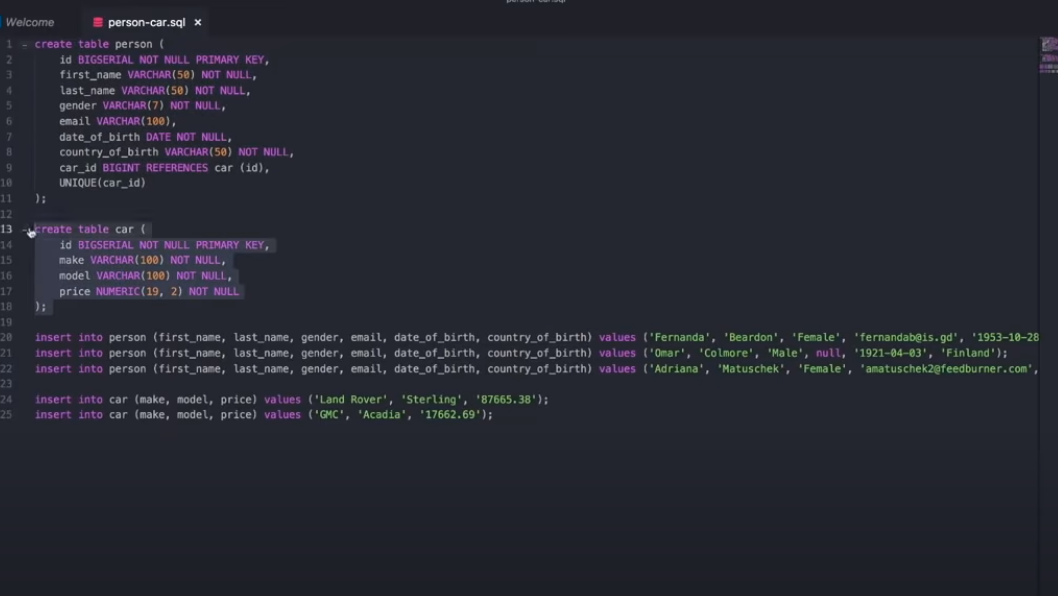 person-car.sql
Welcome
person-car.sql ×
1 create table person (
2 id BIGSERIAL NOT NULL PRIMARY KEY,
3 first_name VARCHAR(50) NOT NULL,
4 last_name VARCHAR(50) NOT NULL,
5 gender VARCHAR(7) NOT NULL,
6 email VARCHAR(100),
7 date_of_birth DATE NOT NULL,
8 country_of_birth VARCHAR(50) NOT NULL,
9 car_id BIGINT REFERENCES car (id),
10 UNIQUE(car_id)
11 );
12
13 create table car (
14 id BIGSERIAL NOT NULL PRIMARY KEY,
15 make VARCHAR(100) NOT NULL,
16 model VARCHAR(100) NOT NULL,
17 price NUMERIC(19, 2) NOT NULL
18 );
19
20 insert into person (first_name, last_name, gender, email, date_of_birth, country_of_birth) values ('Fernanda', 'Beardon', 'Female', 'fernandab@is.gd', '1953-10-28
21 insert into person (first_name, last_name, gender, email, date_of_birth, country_of_birth) values ('Omar', 'Colmore', 'Male', null, '1921-04-03', 'Finland');
22 insert into person (first_name, last_name, gender, email, date_of_birth, country_of_birth) values ('Adriana', 'Matuschek', 'Female', 'amatuschek2@feedburner.com',
23
24 insert into car (make, model, price) values ('Land Rover', 'Sterling', '87665.38');
25 insert into car (make, model, price) values ('GMC', 'Acadia', '17662.69');